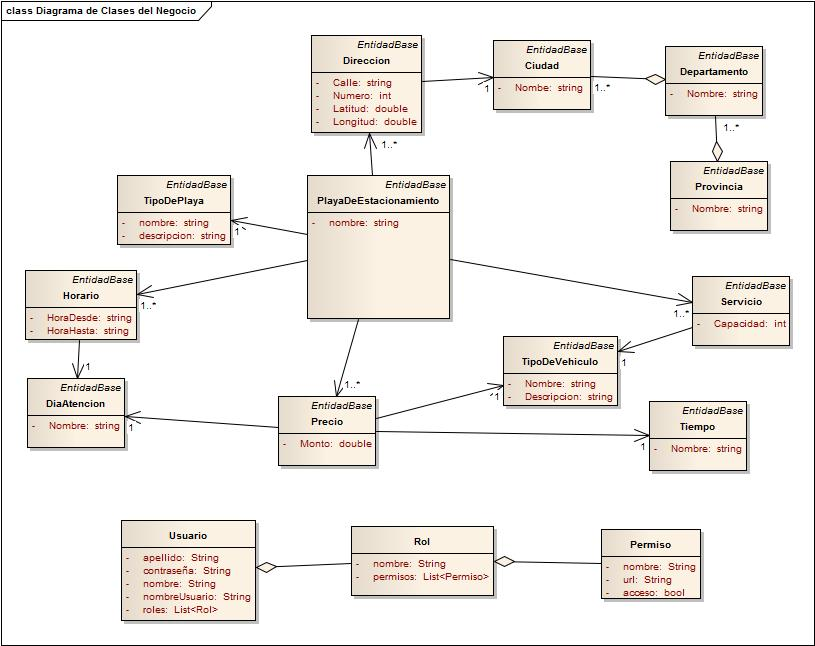 class Diagrama de Clases del Negocio
EntidadBase
Direccion
- Calle: string
- Numero: int
- Latitud: double
- Longitud: double
1
EntidadBase
Ciudad
- Nombe: string
1..*
EntidadBase
Departamento
- Nombre: string
1..*
1..*
EntidadBase
TipoDePlaya
- nombre: string
- descripcion: string
1
EntidadBase
PlayaDeEstacionamiento
- nombre: string
EntidadBase
Provincia
- Nombre: string
EntidadBase
Horario
- HoraDesde: string
- HoraHasta: string
1..*
EntidadBase
Servicio
- Capacidad: int
1..*
1
EntidadBase
TipoDeVehiculo
- Nombre: string
- Descripcion: string
1
1
EntidadBase
DiaAtencion
- Nombre: string
1
1..*
EntidadBase
Precio
- Monto: double
EntidadBase
Tiempo
- Nombre: string
1
Usuario
- apellido: String
- contraseña: String
- nombre: String
- nombreUsuario: String
- roles: List<Rol>
Rol
- nombre: String
- permisos: List<Permiso>
Permiso
- nombre: String
- url: String
- acceso: bool